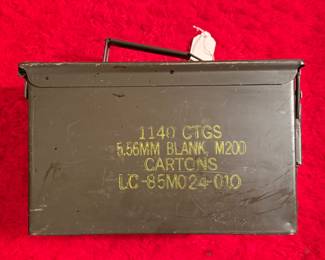 1140 CTGS
5.56MM BLANK, M200
CARTONS
LC-85M024-010